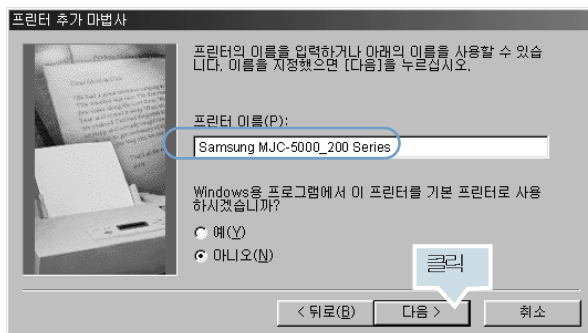 프린터 추가 마법사
프린터의 이름을 입력하거나 아래의 이름을 사용할 수 있습
니다. 이름을 지정했으면 [다음]을 누르십시오.
프린터 이름(P):
Samsung MJC-5000_200 Series
Windows용 프로그램에서 이 프린터를 기본 프린터로 사용
하시겠습니까?
예(Y)
아니오(N)
클릭
< 뒤로(B)
다음 >
취소